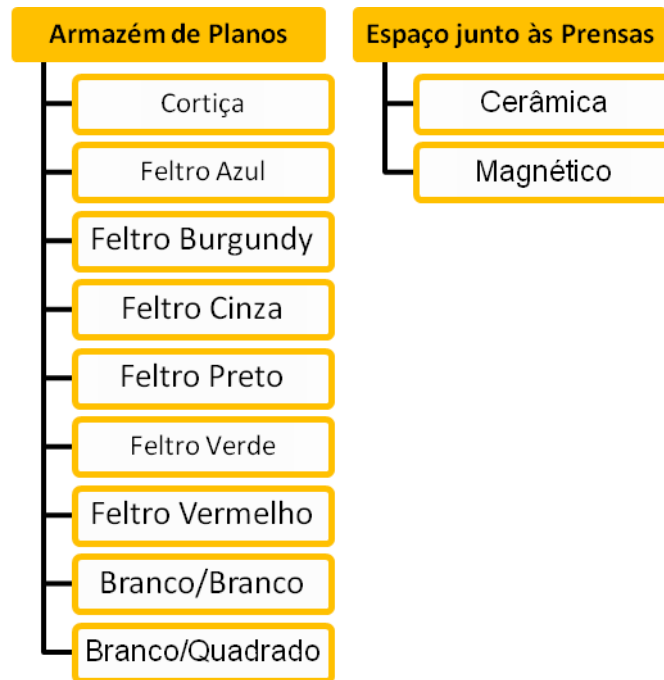 Armazém de Planos
Cortiça
Feltro Azul
Feltro Burgundy
Feltro Cinza
Feltro Preto
Feltro Verde
Feltro Vermelho
Branco/Branco
Branco/Quadrado
Espaço junto às Prensas
Cerâmica
Magnético